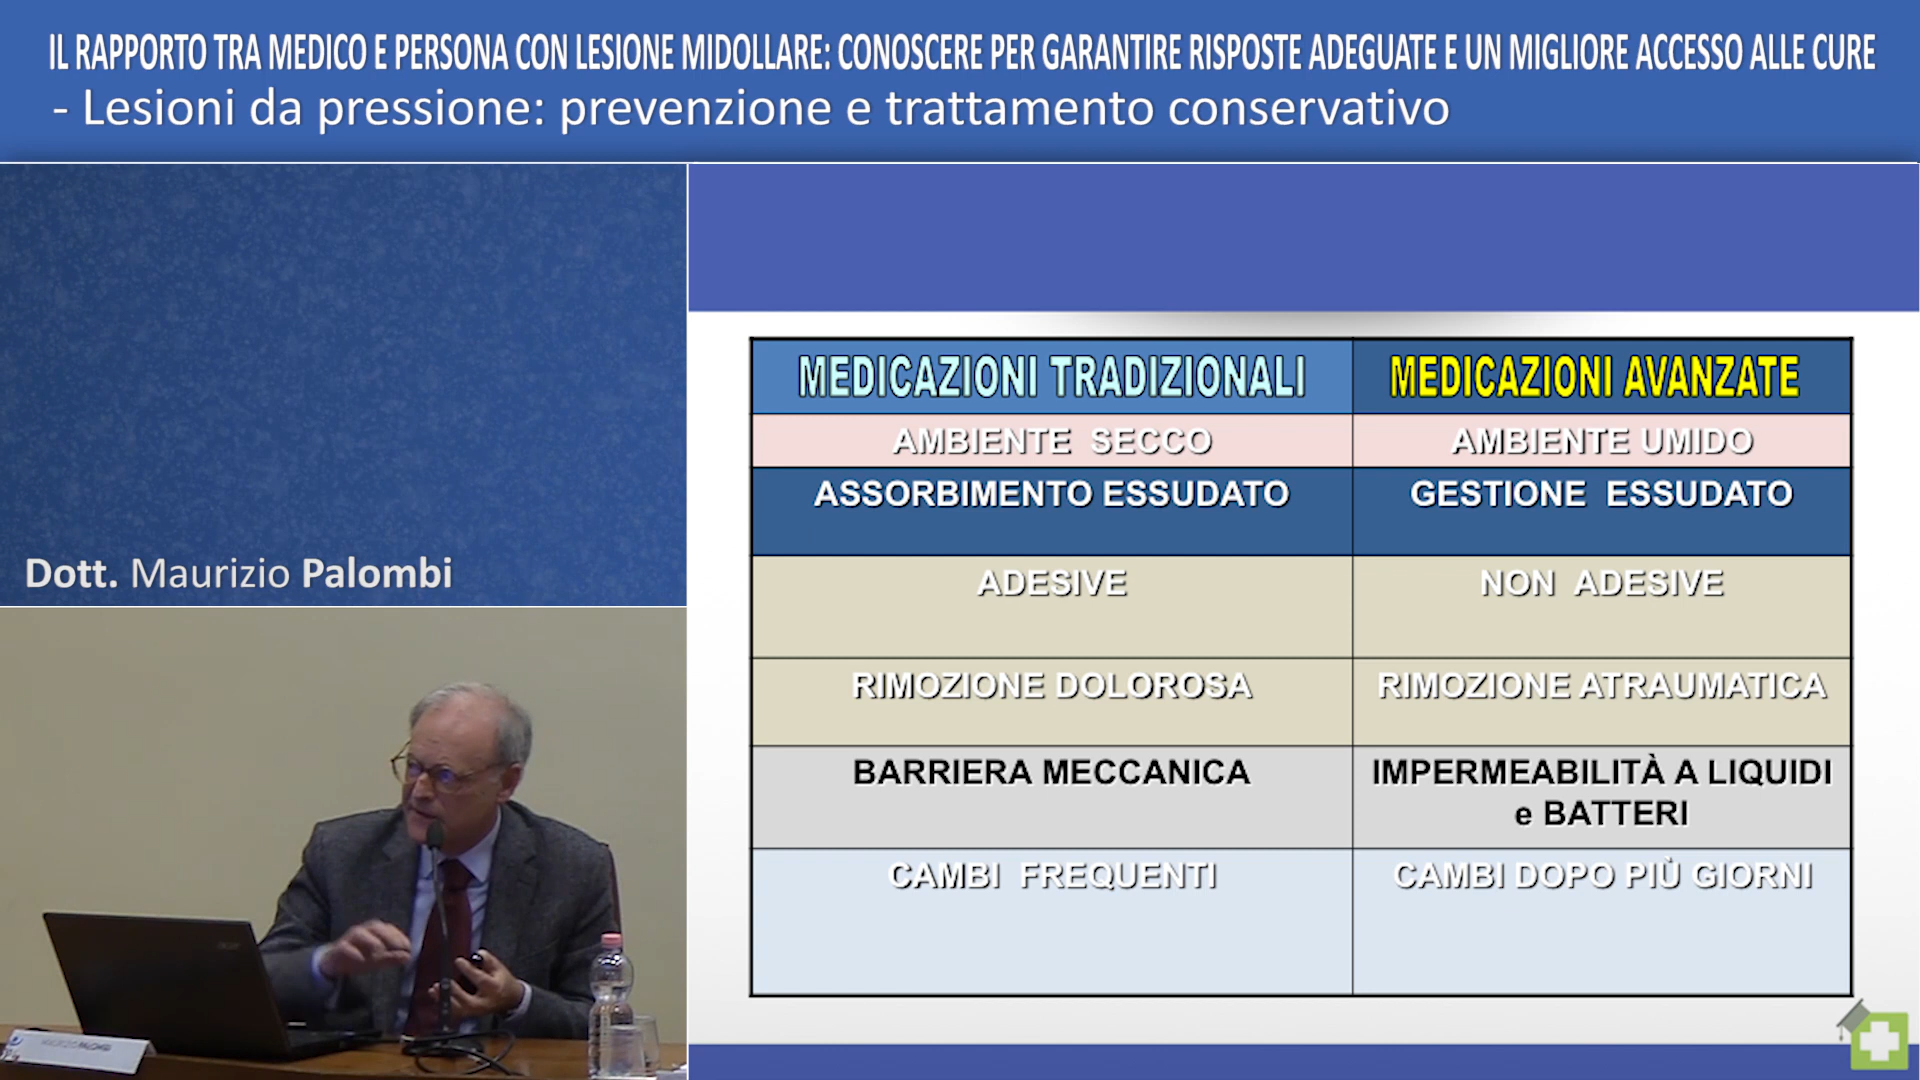 IL RAPPORTO TRA MEDICO E PERSONA CON LESIONE MIDOLLARE: CONOSCERE PER GARANTIRE RISPOSTE ADEGUATE E UN MIGLIORE ACCESSO ALLE CURE
- Lesioni da pressione: prevenzione e trattamento conservativo
Dott. Maurizio Palombi
MEDICAZIONI TRADIZIONALI MEDICAZIONI AVANZATE
AMBIENTE SECCO AMBIENTE UMIDO
ASSORBIMENTO ESSUDATO GESTIONE ESSUDATO
ADESIVE NON ADESIVE
RIMOZIONE DOLOROSA RIMOZIONE ATRAUMATICA
BARRIERA MECCANICA IMPERMEABILITÀ A LIQUIDI
e BATTERI
CAMBI FREQUENTI CAMBI DOPO PIÙ GIORNI
acer
MAURIZIO PALOMBI